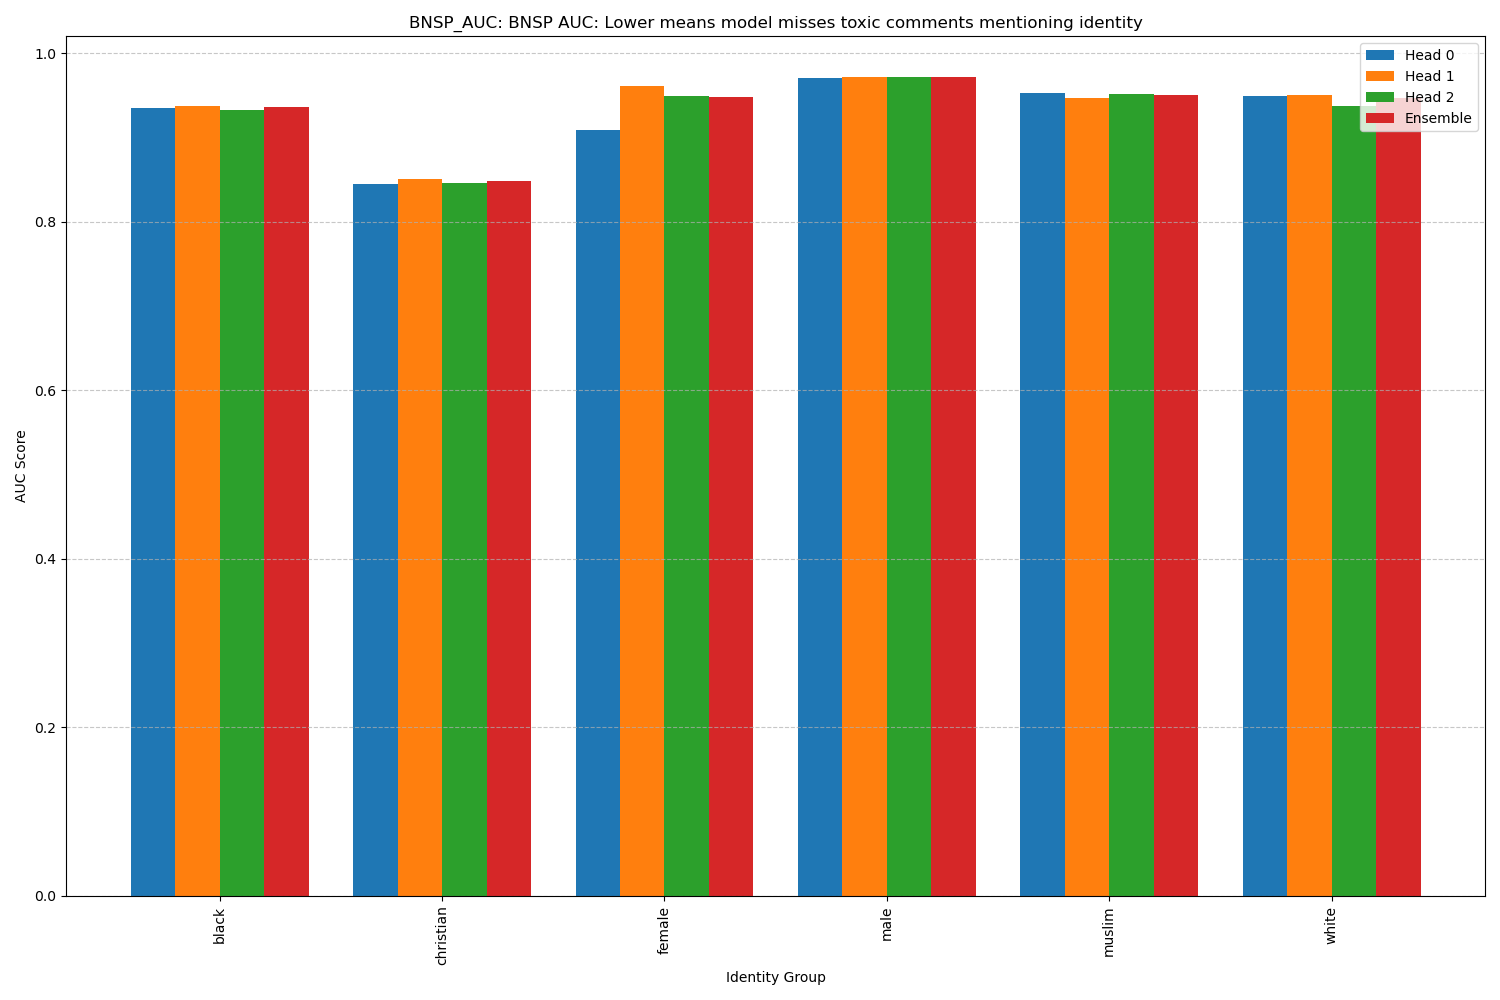 BNSP_AUC: BNSP AUC: Lower means model misses toxic comments mentioning identity
Head 0
Head 1
Head 2
Ensemble
1.0
0.8
0.6
0.4
0.2
0.0
AUC Score
black
christian
female
male
muslim
white
Identity Group